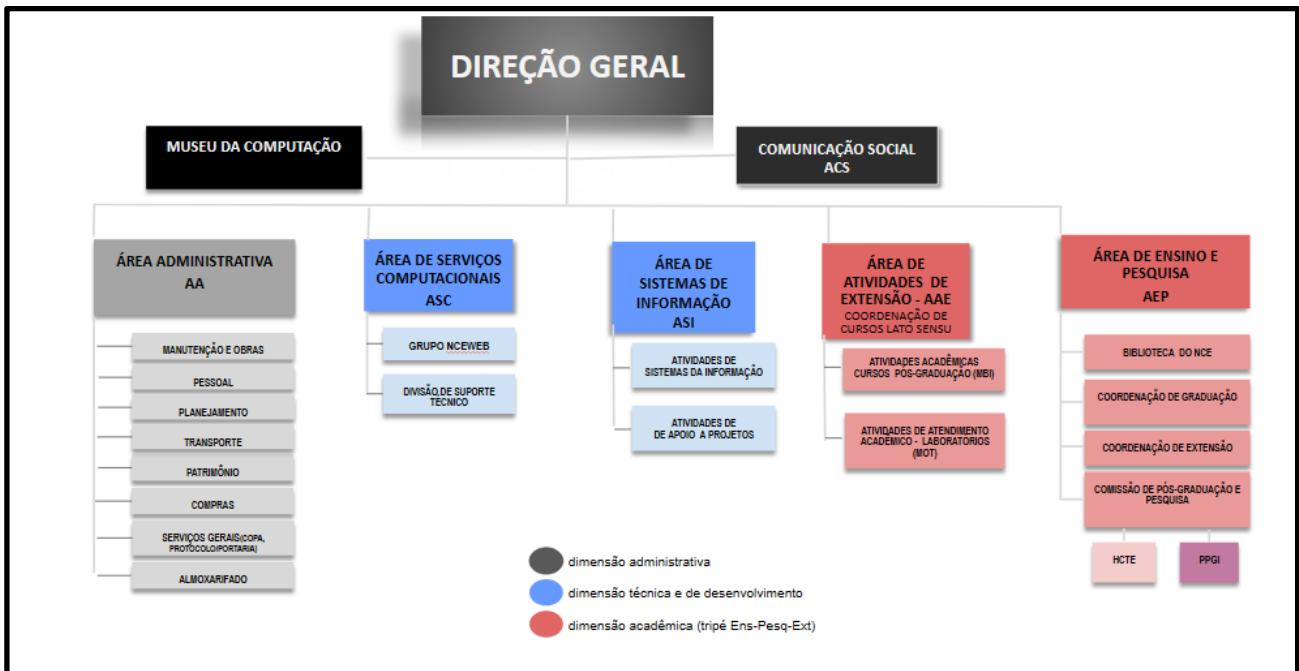 DIREÇÃO GERAL
MUSEU DA COMPUTAÇÃO
COMUNICAÇÃO SOCIAL
ACS
ÁREA ADMINISTRATIVA
AA
MANUTENÇÃO E OBRAS
PESSOAL
PLANEJAMENTO
TRANSPORTE
PATRIMÔNIO
COMPRAS
SERVIÇOS GERAIS(COPA,
PROTOCOLO/PORTARIA)
ALMOXARIFADO
ÁREA DE SERVIÇOS
COMPUTACIONAIS
ASC
GRUPO NCEWEB
DIVISÃO DE SUPORTE
TÉCNICO
ÁREA DE
SISTEMAS DE
INFORMAÇÃO
ASI
ATIVIDADES DE
SISTEMAS DA INFORMAÇÃO
ATIVIDADES DE
DE APOIO A PROJETOS
ÁREA DE
ATIVIDADES DE
EXTENSÃO - AAE
COORDENAÇÃO DE
CURSOS LATO SENSU
ATIVIDADES ACADÊMICAS
CURSOS PÓS-GRADUAÇÃO (MBI)
ATIVIDADES DE ATENDIMENTO
ACADÊMICO - LABORATÓRIOS
(MOT)
ÁREA DE ENSINO E
PESQUISA
AEP
BIBLIOTECA DO NCE
COORDENAÇÃO DE GRADUAÇÃO
COORDENAÇÃO DE EXTENSÃO
COMISSÃO DE PÓS-GRADUAÇÃO E
PESQUISA
HCTE
PPGI
dimensão administrativa
dimensão técnica e de desenvolvimento
dimensão acadêmica (tripé Ens-Pesq-Ext)